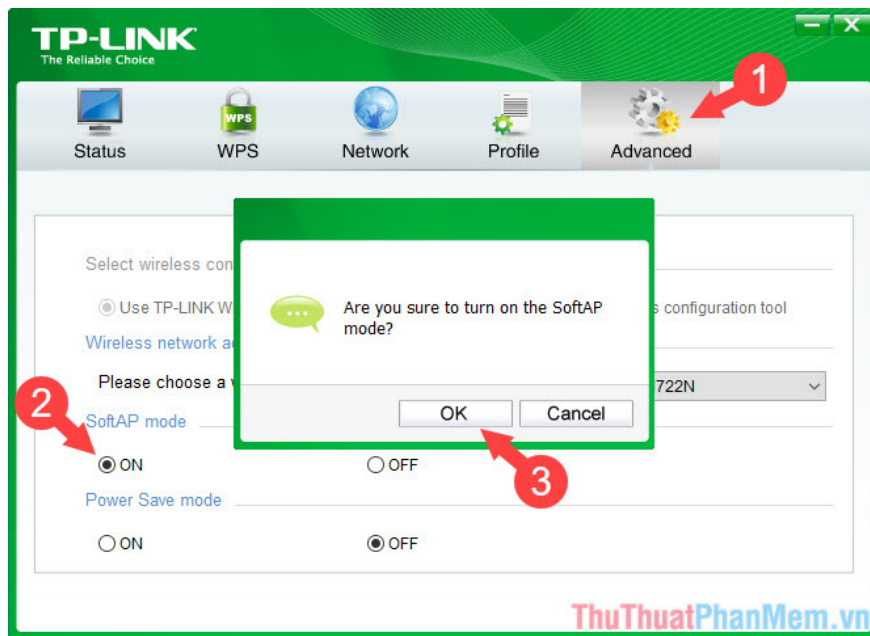 TP-LINK
The Reliable Choice
1
Status WPS WPS Network Profile Advanced
Select wireless con
Are you sure to turn on the SoftAP
mode?
Use TP-LINK W s configuration tool
Wireless network a
Please choose a 722N
2
SoftAP mode
OK Cancel
ON OFF
3
Power Save mode
ON OFF
ThuThuatPhanMem.vn